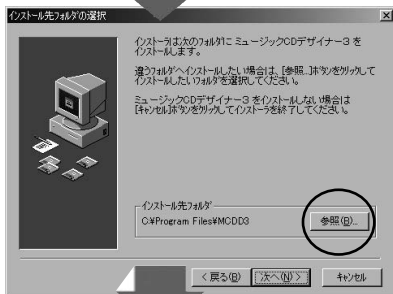 インストール先フォルダの選択
インストーラは次のフォルダに ミュージックCDデザイナー3 を
インストールします。
違うフォルダへインストールしたい場合は、[参照...]ボタンをクリックして
インストールしたいフォルダを選択してください。
ミュージックCDデザイナー3 をインストールしない場合は
[キャンセル]ボタンをクリックしてインストーラを終了してください。
インストール先フォルダ
C:¥Program Files¥MCDD3
参照(R)...
< 戻る(B)
次へ(N) >
キャンセル